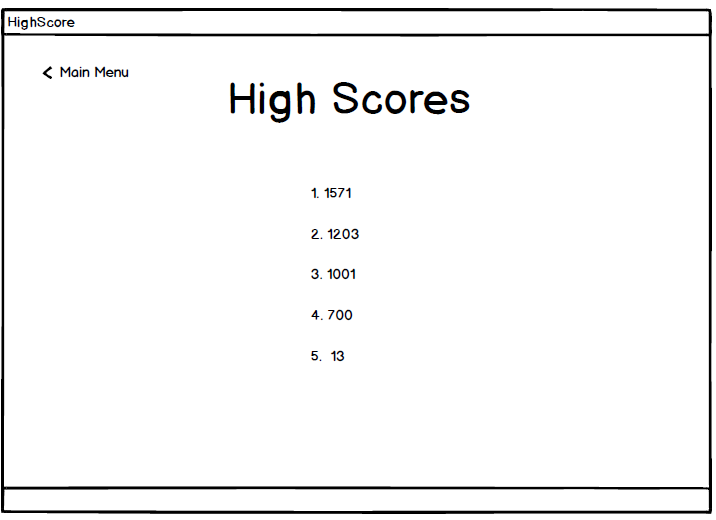 HighScore
< Main Menu
High Scores
1. 1571
2. 1203
3. 1001
4. 700
5. 13